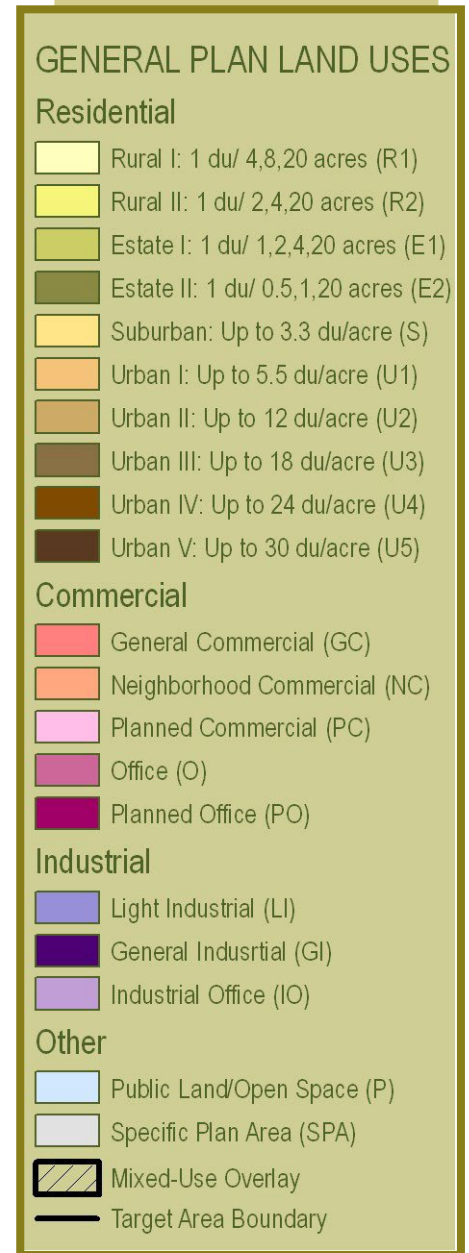 GENERAL PLAN LAND USES
Residential
Rural I: 1 du/ 4,8,20 acres (R1)
Rural II: 1 du/ 2,4,20 acres (R2)
Estate I: 1 du/ 1,2,4,20 acres (E1)
Estate II: 1 du/ 0.5,1,20 acres (E2)
Suburban: Up to 3.3 du/acre (S)
Urban I: Up to 5.5 du/acre (U1)
Urban II: Up to 12 du/acre (U2)
Urban III: Up to 18 du/acre (U3)
Urban IV: Up to 24 du/acre (U4)
Urban V: Up to 30 du/acre (U5)
Commercial
General Commercial (GC)
Neighborhood Commercial (NC)
Planned Commercial (PC)
Office (O)
Planned Office (PO)
Industrial
Light Industrial (LI)
General Indusrtial (GI)
Industrial Office (IO)
Other
Public Land/Open Space (P)
Specific Plan Area (SPA)
Mixed-Use Overlay
Target Area Boundary